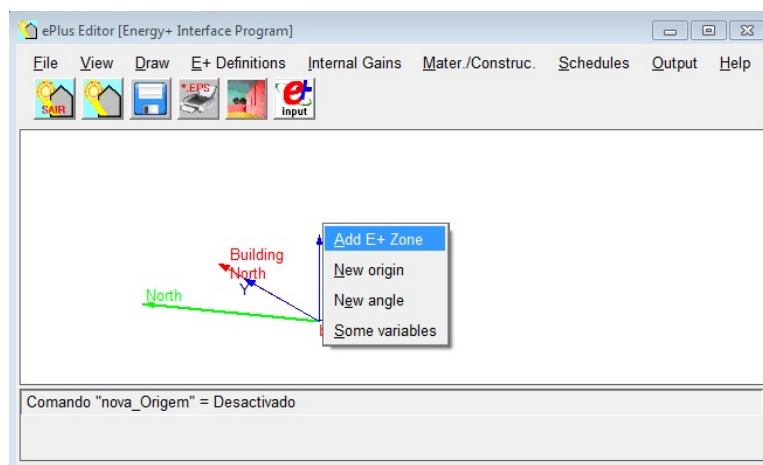 ePlus Editor [Energy+ Interface Program]
File View Draw E+ Definitions Internal Gains Mater./Construc. Schedules Output Help
SAIR
*.EPS
e+
input
Add E+ Zone
Building
North
New origin
Y
North
New angle
Some variables
Comando "nova_Origem" = Desactivado